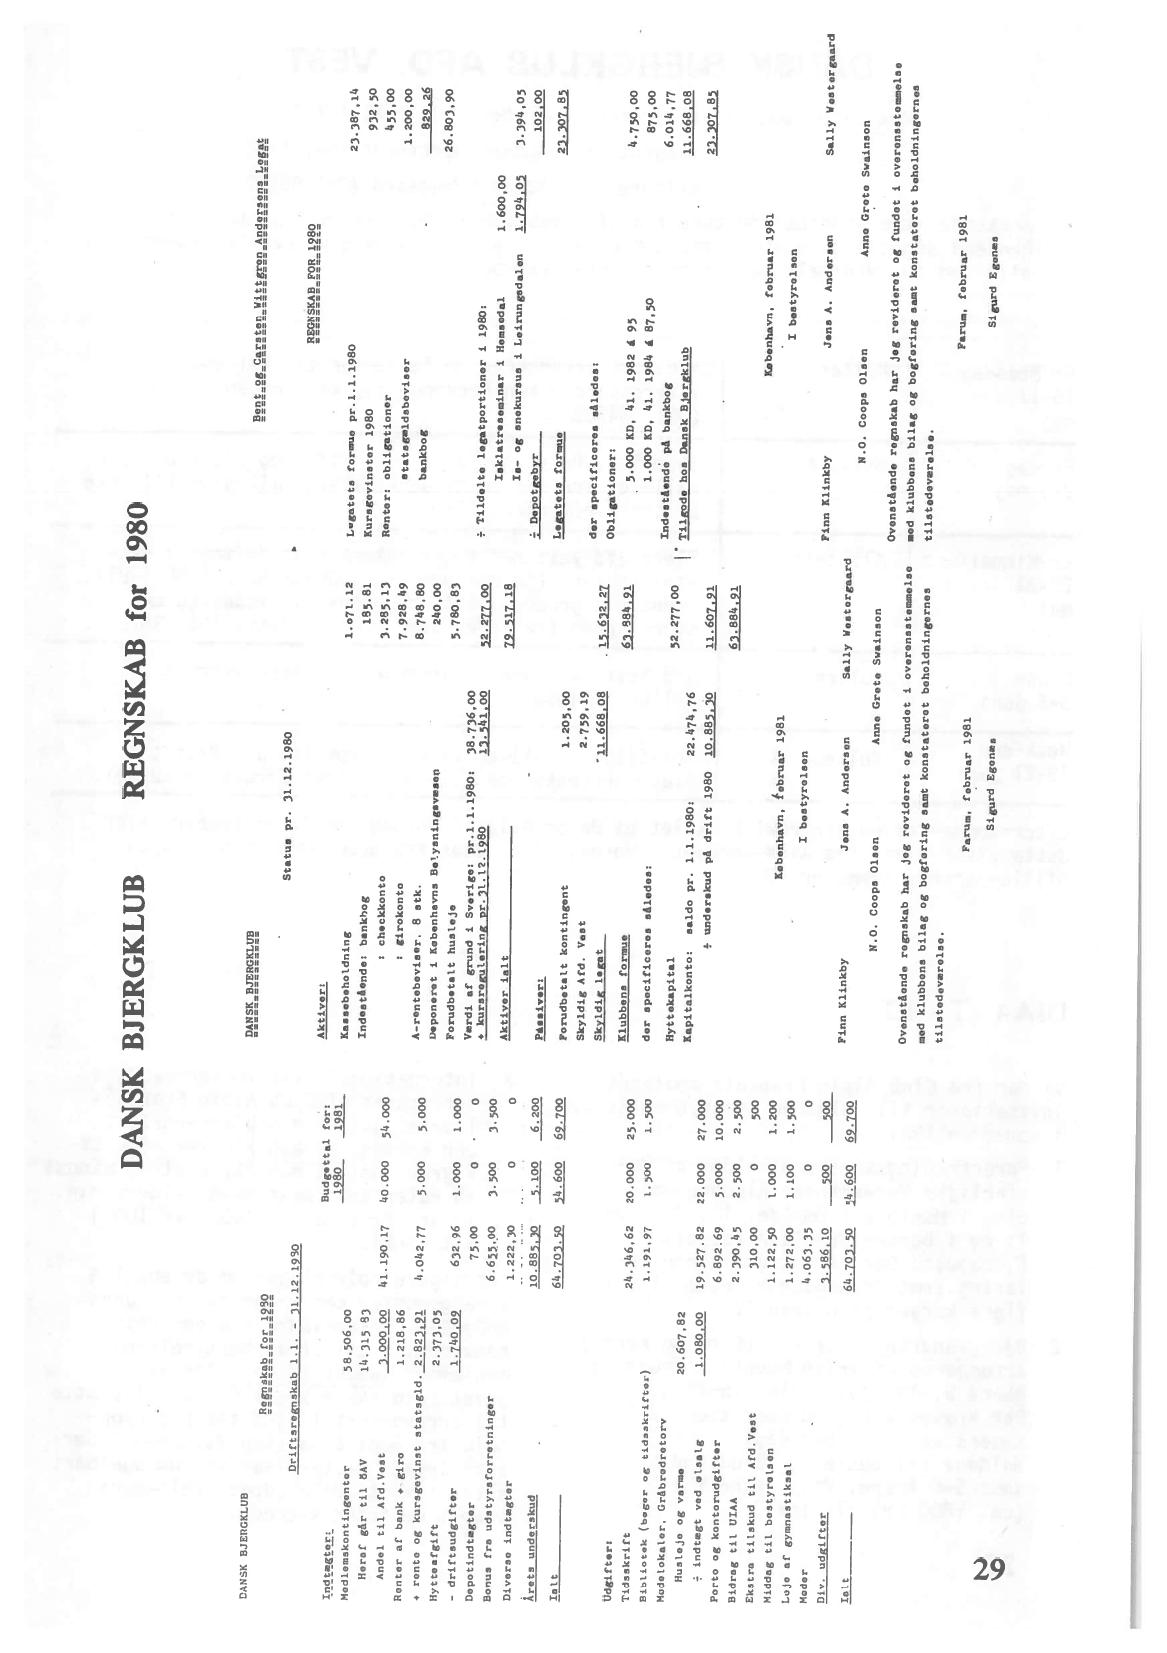 DANSK BJERGKLUB REGNSKAB for 1980
DANSK BJERGKLUB
Regnskab for 1980
Driftsregnskab 1.1. - 31.12.1980
Budgettal for:
Indtægter: 1980 1981
Medlemskontingenter 58.506,00
Heraf går til ØAV 14.315 83
Andel til Afd.Vest 3.000,00 41.190.17 40.000 54.000
Renter af bank + giro 1.218,86
+ rente og kursgevinst statsgld. 2.823,91 4.042,77 5.000 5.000
Hytteafgift 2.373,05
- driftsudgifter 1.740,09 632,96 1.000 1.000
Depotindtægter 75,00 0 0
Bonus fra udstyrsforretninger 6.655,00 3.500 3.500
Diverse indtægter 1.222,30 0 0
Årets underskud 10.885,30 5.100 6.200
Ialt 64.703.50 54.600 69.700
Udgifter:
Tidsskrift 24.346,62 20.000 25.000
Bibliotek (bøger og tidsskrifter) 1.191,97 1.500 1.500
Mødelokaler, Gråbrødretorv
Husleje og varme 20.607,82
÷ indtægt ved ølsalg 1.080,00 19.527.82 22.000 27.000
Porto og kontorudgifter 6.892.69 5.000 10.000
Bidrag til UIAA 2.390,45 2.500 2.500
Ekstra tilskud til Afd.Vest 310,00 0 500
Middag til bestyrelsen 1.122,50 1.000 1.200
Leje af gymnastiksal 1.272,00 1.100 1.500
Møder 4.063,35 0 0
Div. udgifter 3.586,10 500 500
Ialt 64.703.50 54.600 69.700
DANSK BJERGKLUB
Status pr. 31.12.1980
Aktiver:
Kassebeholdning 1.071.12
Indestående: bankbog 185.81
: checkkonto 3.285,13
: girokonto 7.928,49
A-rentebeviser, 8 stk. 8.748,80
Deponeret i Københavns Belysningsvæsen 240,00
Forudbetalt husleje 5.780,83
Værdi af grund i Sverige: pr.1.1.1980: 38.736,00
+ kursregulering pr.31.12.1980 13.541,00 52.277,00
Aktiver ialt 79.517,18
Passiver:
Forudbetalt kontingent 1.205,00
Skyldig Afd. Vest 2.759,19
Skyldig legat 11.668,08 15.632,27
Klubbens formue 63.884,91
der specificeres således:
Hyttekapital 52.277,00
Kapitalkonto: saldo pr. 1.1.1980: 22.474,76
÷ underskud på drift 1980 10.885,30 11.607,91
63.884,91
København, februar 1981
I bestyrelsen
Finn Klinkby Jens A. Andersen Sally Westergaard
N.O. Coops Olsen Anne Grete Swainson
Ovenstående regnskab har jeg revideret og fundet i overensstemmelse
med klubbens bilag og bogføring samt konstateret beholdningernes
tilstedeværelse.
Farum, februar 1981
Sigurd Egenæs
Bent og Carsten Wittgren Andersens Legat
REGNSKAB FOR 1980
Legatets formue pr.1.1.1980 23.387,14
Kursgevinster 1980 932,50
Renter: obligationer 455,00
statsgældsbeviser 1.200,00
bankbog 829,26
26.803,90
÷ Tildelte legatportioner i 1980:
Isklatreseminar i Hemsedal 1.600,00
Is- og snekursus i Leirungsdalen 1.794,05 3.394,05
÷ Depotgebyr 102,00
Legatets formue 23.307,85
der specificeres således:
Obligationer:
5.000 KD, 41. 1982 á 95 4.750,00
1.000 KD, 41. 1984 á 87,50 875,00
Indestående på bankbog 6.014,77
Tilgode hos Dansk Bjergklub 11.668,08
23.307,85
København, februar 1981
I bestyrelsen
Finn Klinkby Jens A. Andersen Sally Westergaard
N.O. Coops Olsen Anne Grete Swainson
Ovenstående regnskab har jeg revideret og fundet i overensstemmelse
med klubbens bilag og bogføring samt konstateret beholdningernes
tilstedeværelse.
Farum, februar 1981
Sigurd Egenæs
29